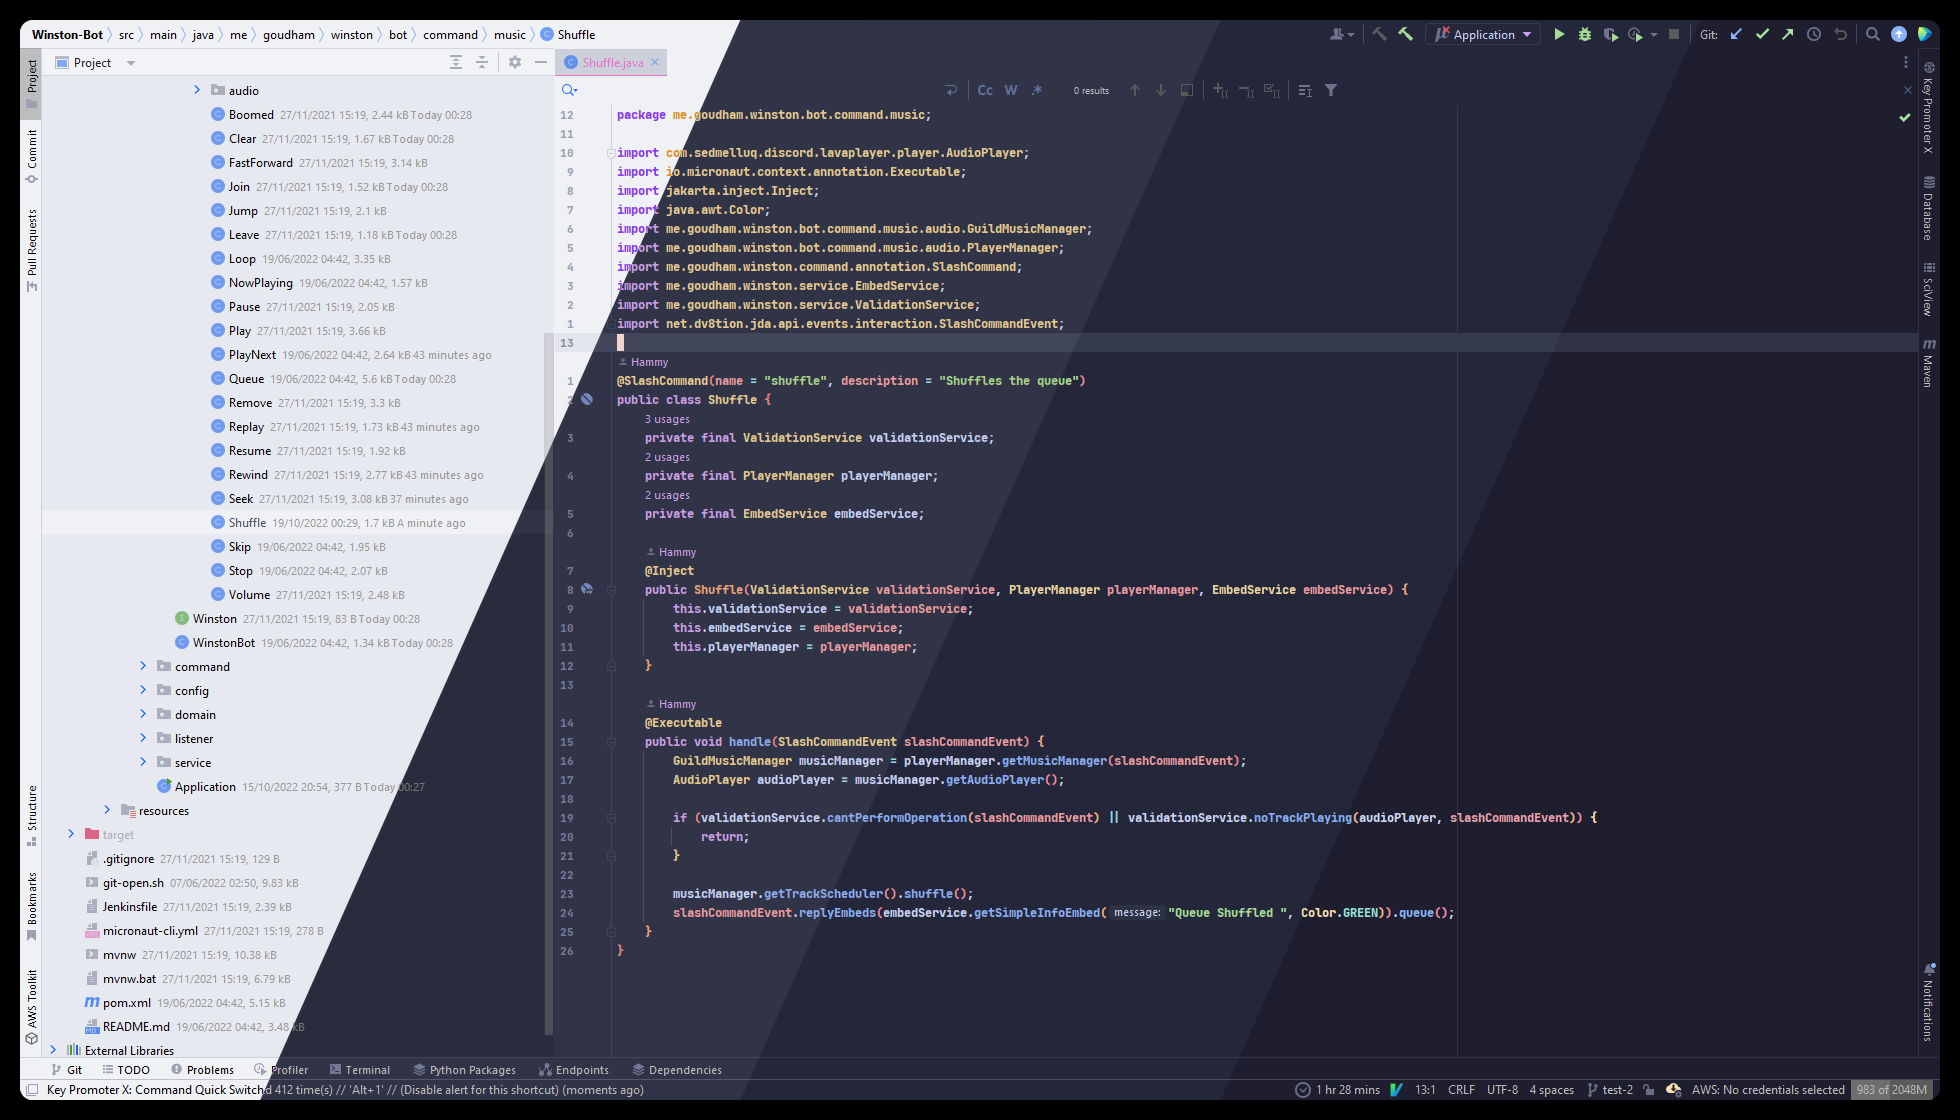 Winston-Bot src main java me goudham winston bot command music Shuffle
Application Git:
Project
Shuffle.java
Cc W .* 0 results
audio
Boomed 27/11/2021 15:19, 2.44 kB Today 00:28
Clear 27/11/2021 15:19, 1.67 kB Today 00:28
FastForward 27/11/2021 15:19, 3.14 kB
Join 27/11/2021 15:19, 1.52 kB Today 00:28
Jump 27/11/2021 15:19, 2.1 kB
Leave 27/11/2021 15:19, 1.18 kB Today 00:28
Loop 19/06/2022 04:42, 3.35 kB
NowPlaying 19/06/2022 04:42, 1.57 kB
Pause 27/11/2021 15:19, 2.05 kB
Play 27/11/2021 15:19, 3.66 kB
PlayNext 19/06/2022 04:42, 2.64 kB 43 minutes ago
Queue 19/06/2022 04:42, 5.6 kB Today 00:28
Remove 27/11/2021 15:19, 3.3 kB
Replay 27/11/2021 15:19, 1.73 kB 43 minutes ago
Resume 27/11/2021 15:19, 1.92 kB
Rewind 27/11/2021 15:19, 2.77 kB 43 minutes ago
Seek 27/11/2021 15:19, 3.08 kB 37 minutes ago
Shuffle 19/10/2022 00:29, 1.7 kB A minute ago
Skip 19/06/2022 04:42, 1.95 kB
Stop 19/06/2022 04:42, 2.07 kB
Volume 27/11/2021 15:19, 2.48 kB
Winston 27/11/2021 15:19, 83 B Today 00:28
WinstonBot 19/06/2022 04:42, 1.34 kB Today 00:28
command
config
domain
listener
service
Application 15/10/2022 20:54, 377 B Today 00:27
resources
target
.gitignore 27/11/2021 15:19, 129 B
git-open.sh 07/06/2022 02:50, 9.83 kB
Jenkinsfile 27/11/2021 15:19, 2.39 kB
micronaut-cli.yml 27/11/2021 15:19, 278 B
mvnw 27/11/2021 15:19, 10.38 kB
mvnw.bat 27/11/2021 15:19, 6.79 kB
pom.xml 19/06/2022 04:42, 5.15 kB
README.md 19/06/2022 04:42, 3.48 kB
External Libraries
12 package me.goudham.winston.bot.command.music;
11
10 import com.sedmelluq.discord.lavaplayer.player.AudioPlayer;
9 import io.micronaut.context.annotation.Executable;
8 import jakarta.inject.Inject;
7 import java.awt.Color;
6 import me.goudham.winston.bot.command.music.audio.GuildMusicManager;
5 import me.goudham.winston.bot.command.music.audio.PlayerManager;
4 import me.goudham.winston.command.annotation.SlashCommand;
3 import me.goudham.winston.service.EmbedService;
2 import me.goudham.winston.service.ValidationService;
1 import net.dv8tion.jda.api.events.interaction.SlashCommandEvent;
13
Hammy
1 @SlashCommand(name = "shuffle", description = "Shuffles the queue")
2 public class Shuffle {
3 usages
3 private final ValidationService validationService;
2 usages
4 private final PlayerManager playerManager;
2 usages
5 private final EmbedService embedService;
6
Hammy
7 @Inject
8 public Shuffle(ValidationService validationService, PlayerManager playerManager, EmbedService embedService) {
9 this.validationService = validationService;
10 this.embedService = embedService;
11 this.playerManager = playerManager;
12 }
13
Hammy
14 @Executable
15 public void handle(SlashCommandEvent slashCommandEvent) {
16 GuildMusicManager musicManager = playerManager.getMusicManager(slashCommandEvent);
17 AudioPlayer audioPlayer = musicManager.getAudioPlayer();
18
19 if (validationService.cantPerformOperation(slashCommandEvent) || validationService.noTrackPlaying(audioPlayer, slashCommandEvent)) {
20 return;
21 }
22
23 musicManager.getTrackScheduler().shuffle();
24 slashCommandEvent.replyEmbeds(embedService.getSimpleInfoEmbed( message: "Queue Shuffled ", Color.GREEN)).queue();
25 }
26 }
Project
Commit
Pull Requests
Structure
Bookmarks
AWS Toolkit
Key Promoter X
Database
SciView
Maven
Notifications
Git TODO Problems Profiler Terminal Python Packages Endpoints Dependencies
Key Promoter X: Command Quick Switchd 412 time(s) // 'Alt+1' // (Disable alert for this shortcut) (moments ago)
1 hr 28 mins 13:1 CRLF UTF-8 4 spaces test-2 AWS: No credentials selected 983 of 2048M